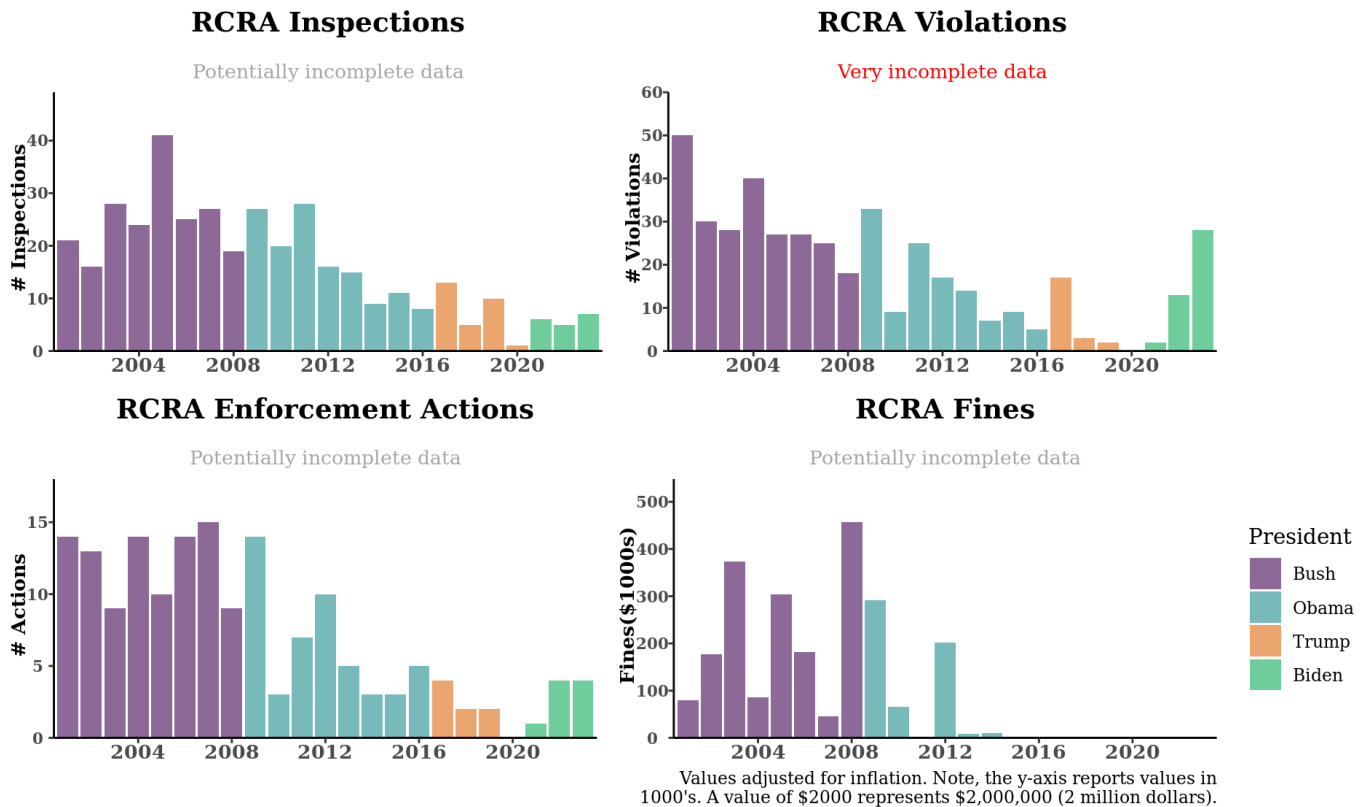 RCRA Inspections
Potentially incomplete data
# Inspections
40
30
20
10
0
2004 2008 2012 2016 2020
RCRA Violations
Very incomplete data
# Violations
60
50
40
30
20
10
0
2004 2008 2012 2016 2020
RCRA Enforcement Actions
Potentially incomplete data
# Actions
15
10
5
0
2004 2008 2012 2016 2020
RCRA Fines
Potentially incomplete data
Fines($1000s)
500
400
300
200
100
0
2004 2008 2012 2016 2020
President
Bush
Obama
Trump
Biden
Values adjusted for inflation. Note, the y-axis reports values in
1000's. A value of $2000 represents $2,000,000 (2 million dollars).